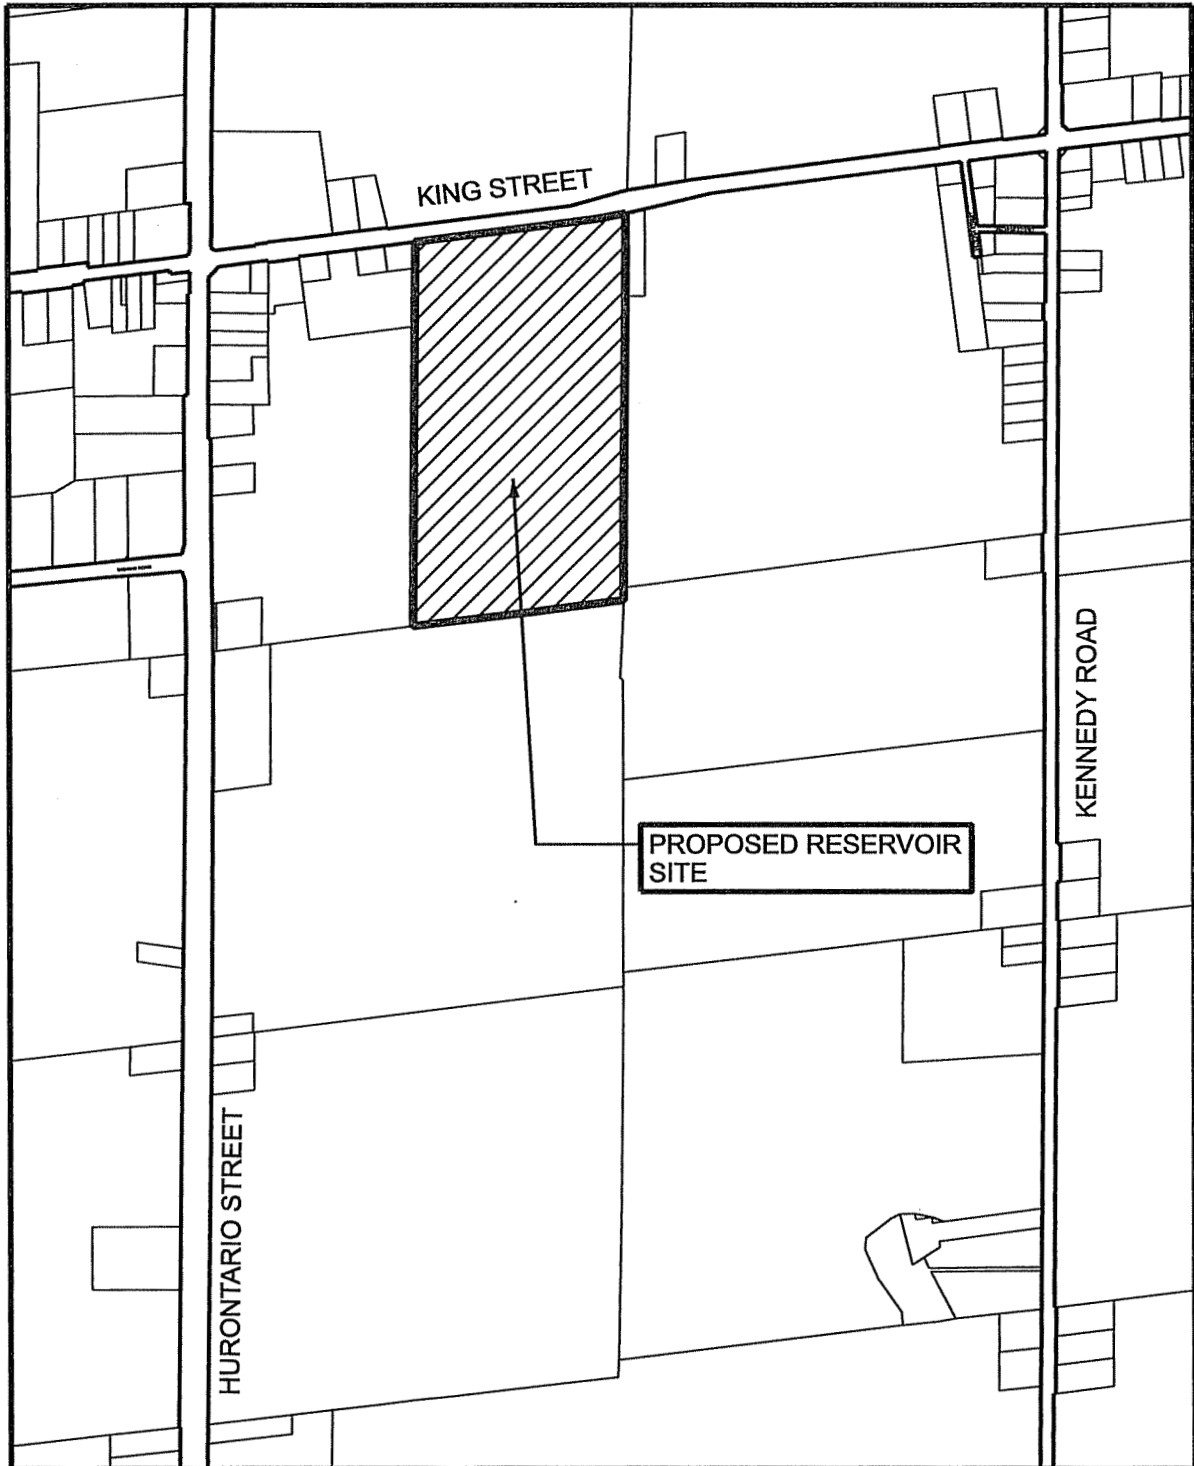 KING STREET
KENNEDY ROAD
PROPOSED RESERVOIR
SITE
HURONTARIO STREET